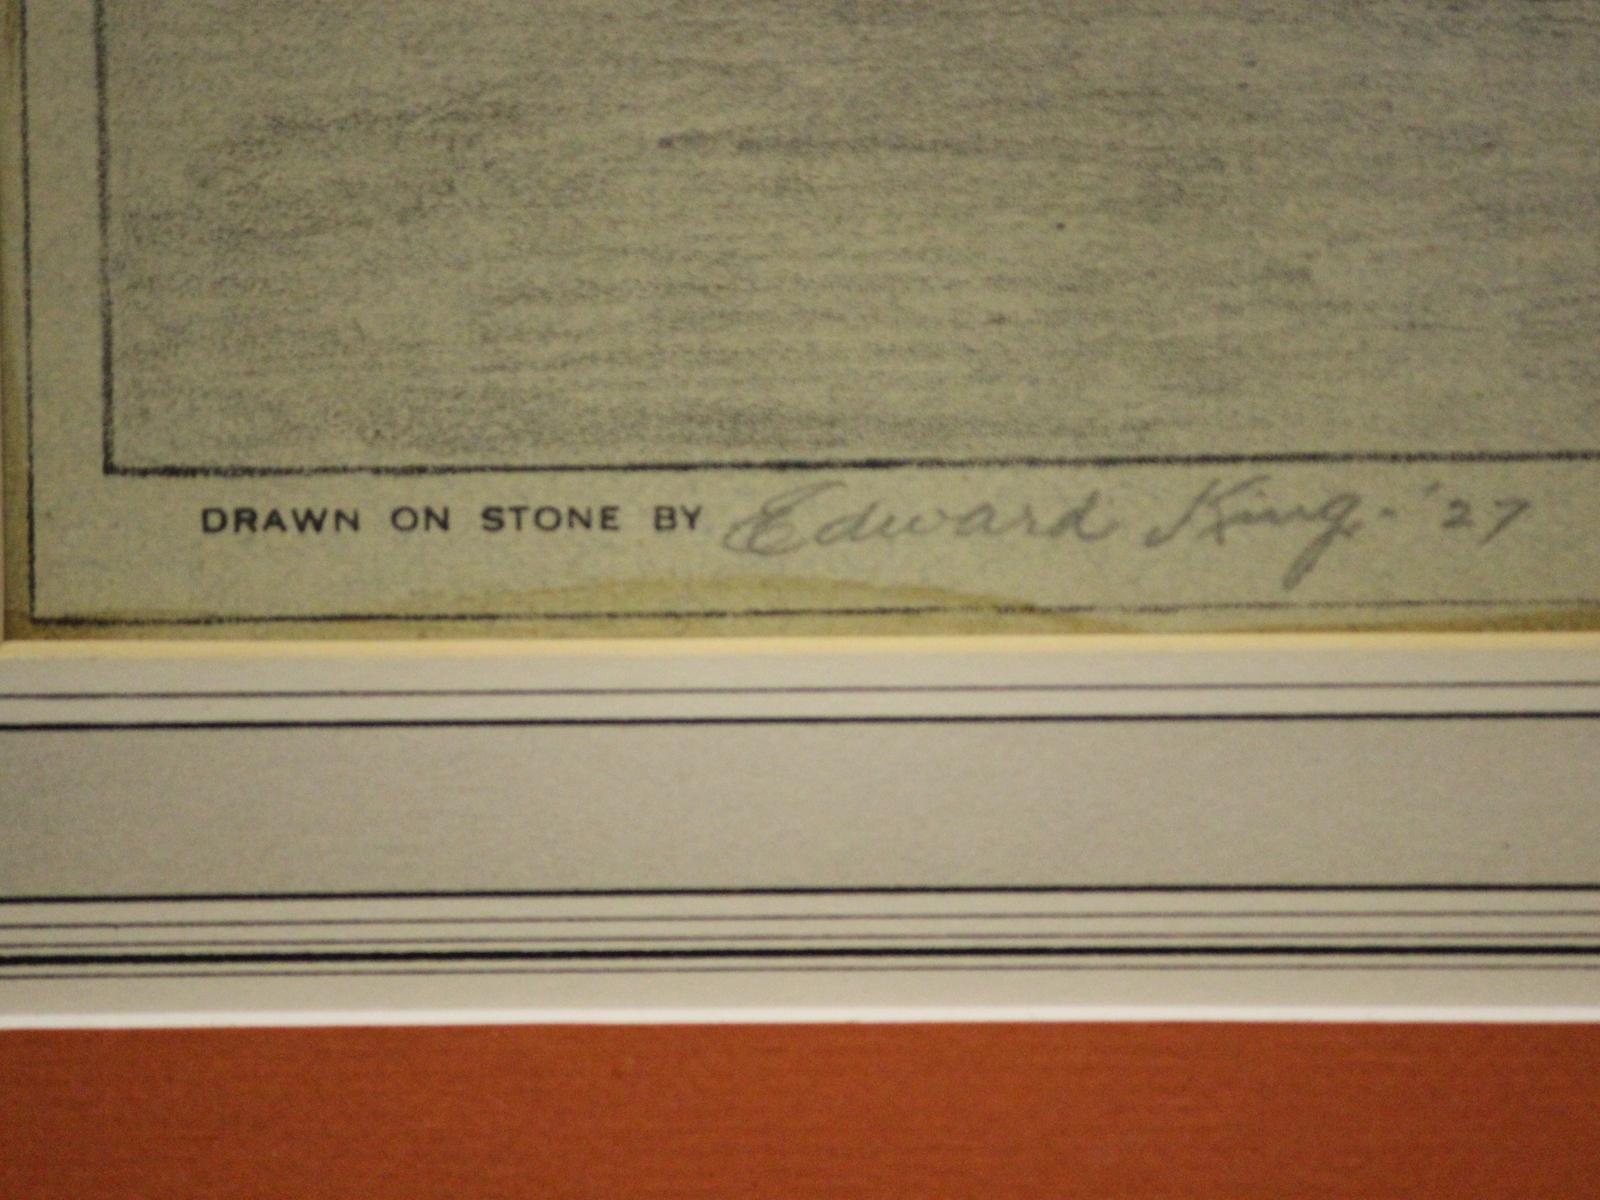 DRAWN ON STONE BY Edward King - '27